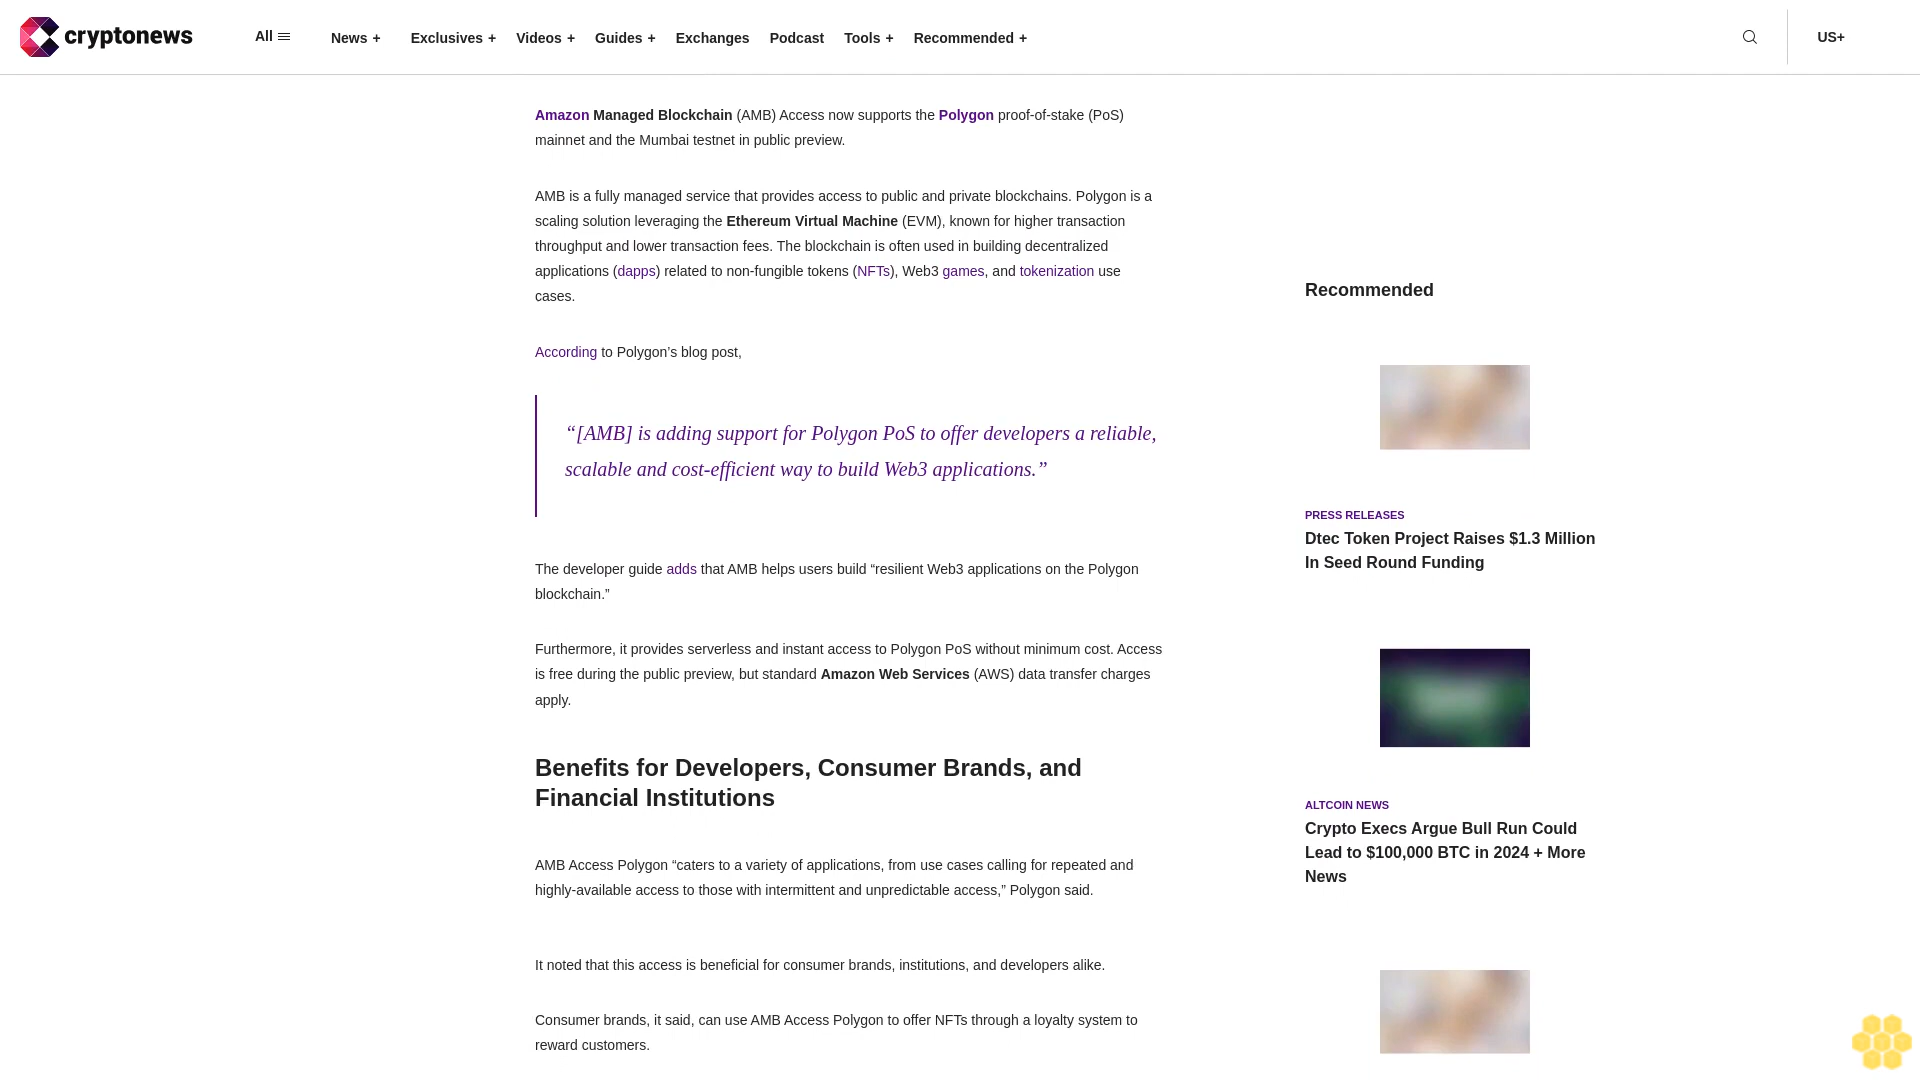 cryptonews
All
News +
Exclusives +
Videos +
Guides +
Exchanges
Podcast
Tools +
Recommended +
US+
Amazon Managed Blockchain (AMB) Access now supports the Polygon proof-of-stake (PoS)
mainnet and the Mumbai testnet in public preview.
AMB is a fully managed service that provides access to public and private blockchains. Polygon is a
scaling solution leveraging the Ethereum Virtual Machine (EVM), known for higher transaction
throughput and lower transaction fees. The blockchain is often used in building decentralized
applications (dapps) related to non-fungible tokens (NFTs), Web3 games, and tokenization use
cases.
According to Polygon’s blog post,
“[AMB] is adding support for Polygon PoS to offer developers a reliable,
scalable and cost-efficient way to build Web3 applications.”
The developer guide adds that AMB helps users build “resilient Web3 applications on the Polygon
blockchain.”
Furthermore, it provides serverless and instant access to Polygon PoS without minimum cost. Access
is free during the public preview, but standard Amazon Web Services (AWS) data transfer charges
apply.
Benefits for Developers, Consumer Brands, and
Financial Institutions
AMB Access Polygon “caters to a variety of applications, from use cases calling for repeated and
highly-available access to those with intermittent and unpredictable access,” Polygon said.
It noted that this access is beneficial for consumer brands, institutions, and developers alike.
Consumer brands, it said, can use AMB Access Polygon to offer NFTs through a loyalty system to
reward customers.
Recommended
PRESS RELEASES
Dtec Token Project Raises $1.3 Million
In Seed Round Funding
ALTCOIN NEWS
Crypto Execs Argue Bull Run Could
Lead to $100,000 BTC in 2024 + More
News